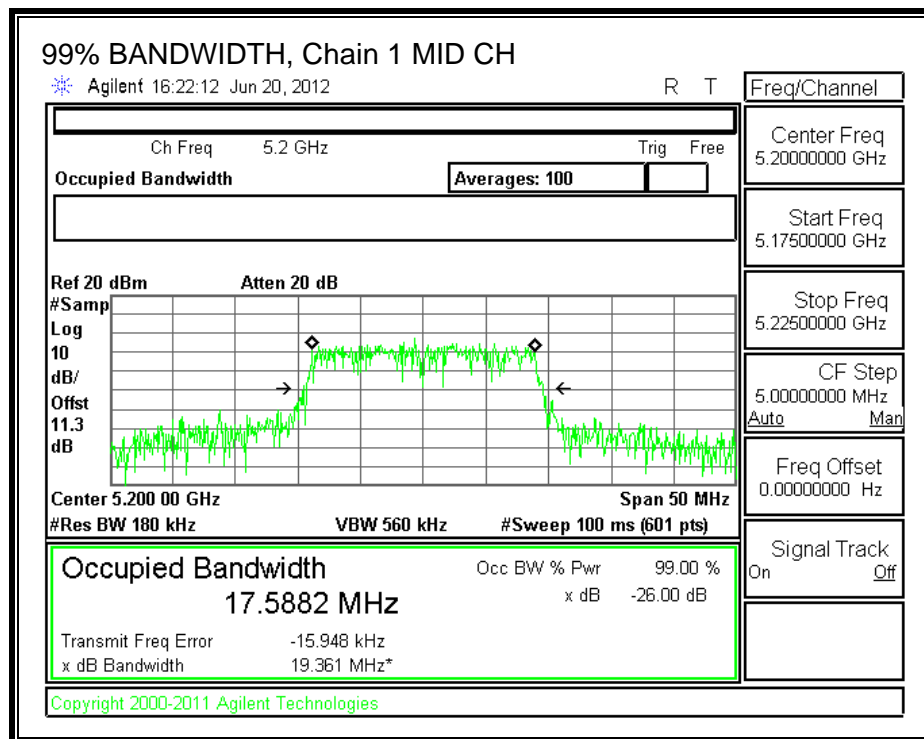 99% BANDWIDTH, Chain 1 MID CH
Agilent 16:22:12 Jun 20, 2012 R T
Freq/Channel
Ch Freq 5.2 GHz Trig Free
Occupied Bandwidth Averages: 100
Center Freq
5.20000000 GHz
Start Freq
5.17500000 GHz
Stop Freq
5.22500000 GHz
CF Step
5.00000000 MHz
Auto Man
Freq Offset
0.00000000 Hz
Signal Track
On Off
Ref 20 dBm Atten 20 dB
#Samp
Log
10
dB/
Offst
11.3
dB
Center 5.200 00 GHz Span 50 MHz
#Res BW 180 kHz VBW 560 kHz #Sweep 100 ms (601 pts)
Occupied Bandwidth Occ BW % Pwr 99.00 %
17.5882 MHz x dB -26.00 dB
Transmit Freq Error -15.948 kHz
x dB Bandwidth 19.361 MHz*
Copyright 2000-2011 Agilent Technologies